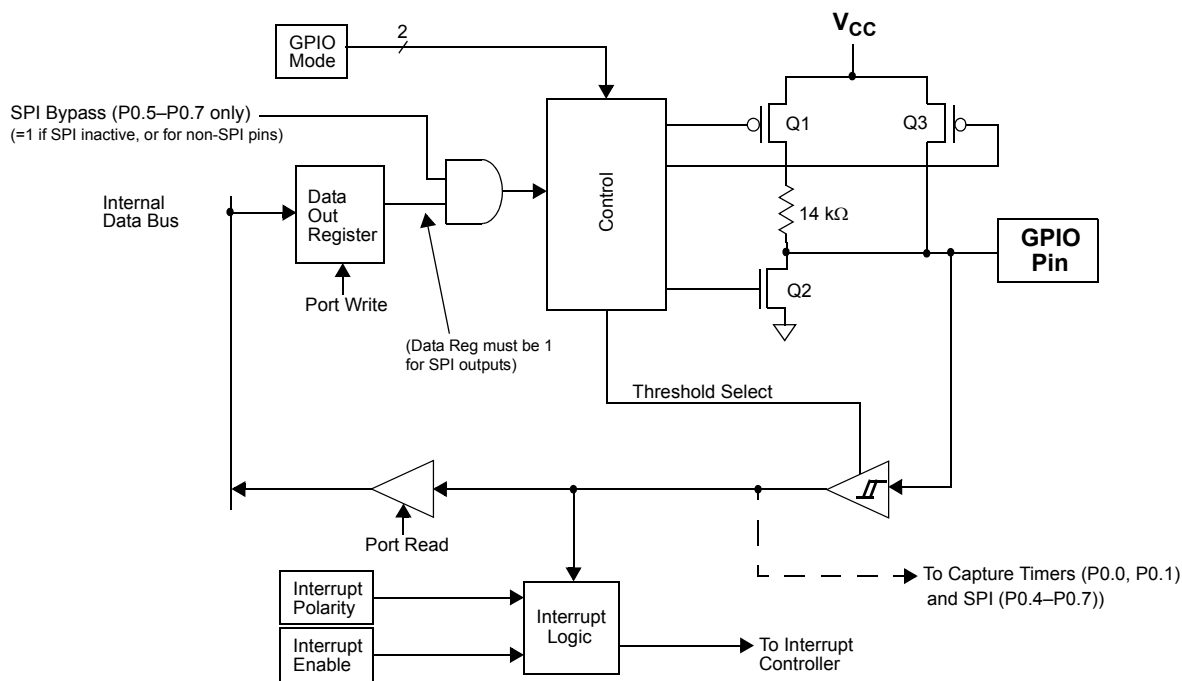 V_CC
GPIO
Mode
2
SPI Bypass (P0.5–P0.7 only)
(=1 if SPI inactive, or for non-SPI pins)
Q1
Q3
Internal
Data Bus
Data
Out
Register
Control
14 kΩ
GPIO
Pin
Port Write
Q2
(Data Reg must be 1
for SPI outputs)
Threshold Select
Port Read
To Capture Timers (P0.0, P0.1)
and SPI (P0.4–P0.7))
Interrupt
Polarity
Interrupt
Logic
Interrupt
Enable
To Interrupt
Controller